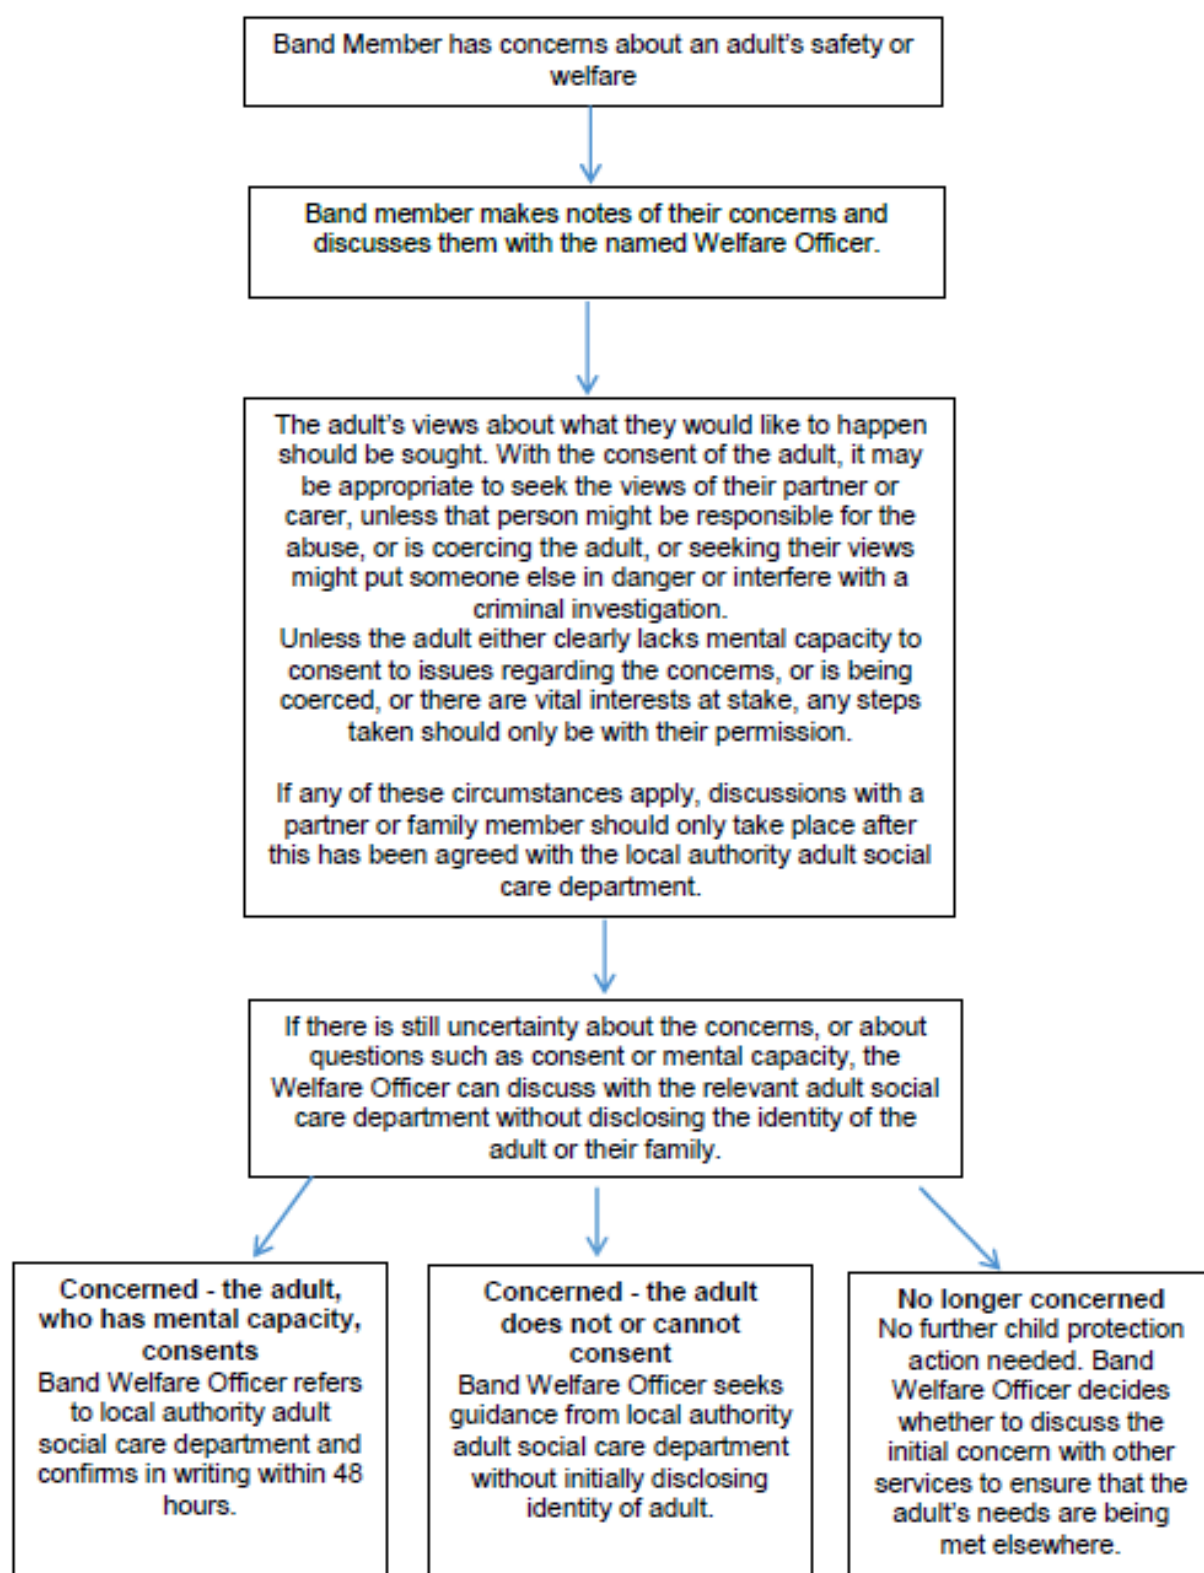 Band Member has concerns about an adult's safety or
welfare
Band member makes notes of their concerns and
discusses them with the named Welfare Officer.
The adult's views about what they would like to happen
should be sought. With the consent of the adult, it may
be appropriate to seek the views of their partner or
carer, unless that person might be responsible for the
abuse, or is coercing the adult, or seeking their views
might put someone else in danger or interfere with a
criminal investigation.
Unless the adult either clearly lacks mental capacity to
consent to issues regarding the concerns, or is being
coerced, or there are vital interests at stake, any steps
taken should only be with their permission.
If any of these circumstances apply, discussions with a
partner or family member should only take place after
this has been agreed with the local authority adult social
care department.
If there is still uncertainty about the concerns, or about
questions such as consent or mental capacity, the
Welfare Officer can discuss with the relevant adult social
care department without disclosing the identity of the
adult or their family.
Concerned - the adult,
who has mental capacity,
consents
Band Welfare Officer refers
to local authority adult
social care department and
confirms in writing within 48
hours.
Concerned - the adult
does not or cannot
consent
Band Welfare Officer seeks
guidance from local authority
adult social care department
without initially disclosing
identity of adult.
No longer concerned
No further child protection
action needed. Band
Welfare Officer decides
whether to discuss the
initial concern with other
services to ensure that the
adult's needs are being
met elsewhere.